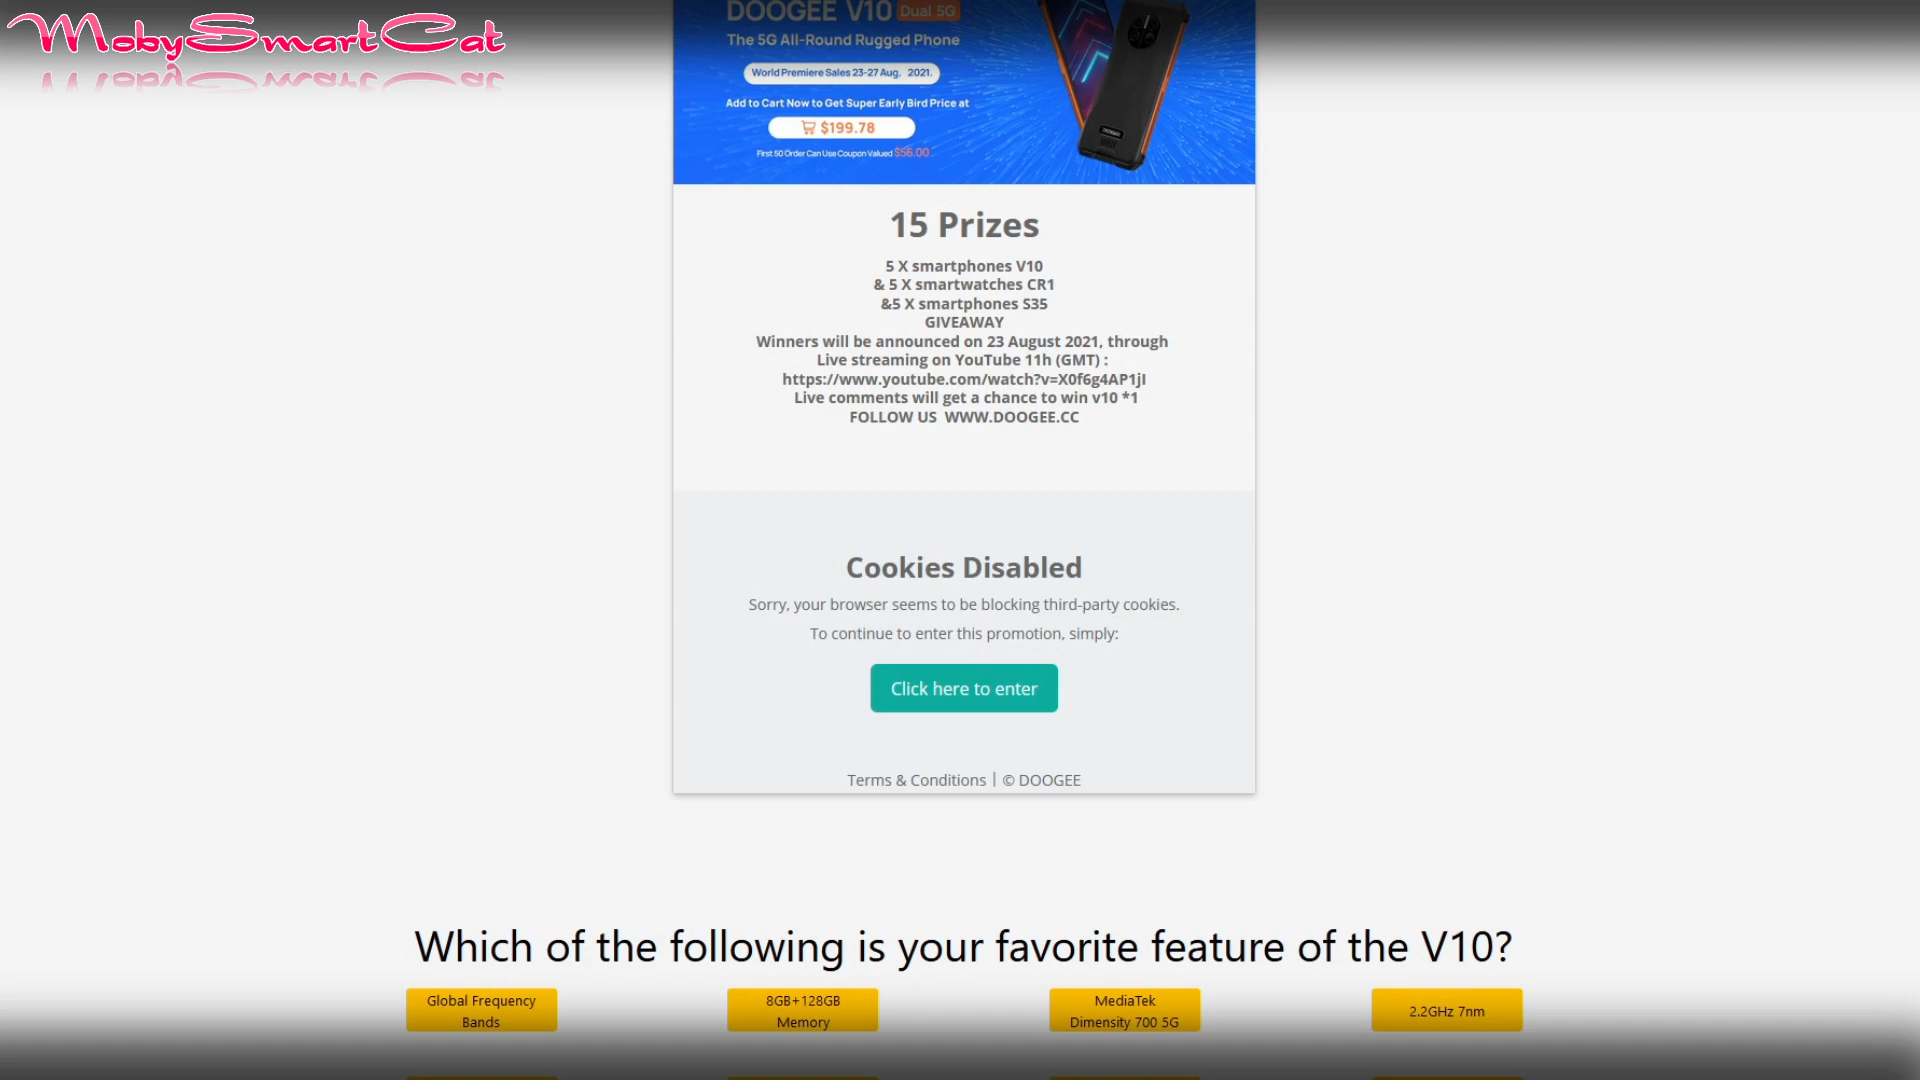 MobySmartCat
DOOGEE V10 Dual 5G
The 5G All-Round Rugged Phone
World Premiere Sales 23-27 Aug, 2021.
Add to Cart Now to Get Super Early Bird Price at
$199.78
First 50 Order Can Use Coupon Valued $56.00
15 Prizes
5 X smartphones V10
& 5 X smartwatches CR1
&5 X smartphones S35
GIVEAWAY
Winners will be announced on 23 August 2021, through
Live streaming on YouTube 11h (GMT) :
https://www.youtube.com/watch?v=X0f6g4AP1jI
Live comments will get a chance to win v10 *1
FOLLOW US WWW.DOOGEE.CC
Cookies Disabled
Sorry, your browser seems to be blocking third-party cookies.
To continue to enter this promotion, simply:
Click here to enter
Terms & Conditions | © DOOGEE
Which of the following is your favorite feature of the V10?
Global Frequency
Bands
8GB+128GB
Memory
MediaTek
Dimensity 700 5G
2.2GHz 7nm